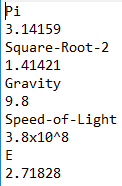 Pi
3.14159
Square-Root-2
1.41421
Gravity
9.8
Speed-of-Light
3.8x10^8
E
2.71828